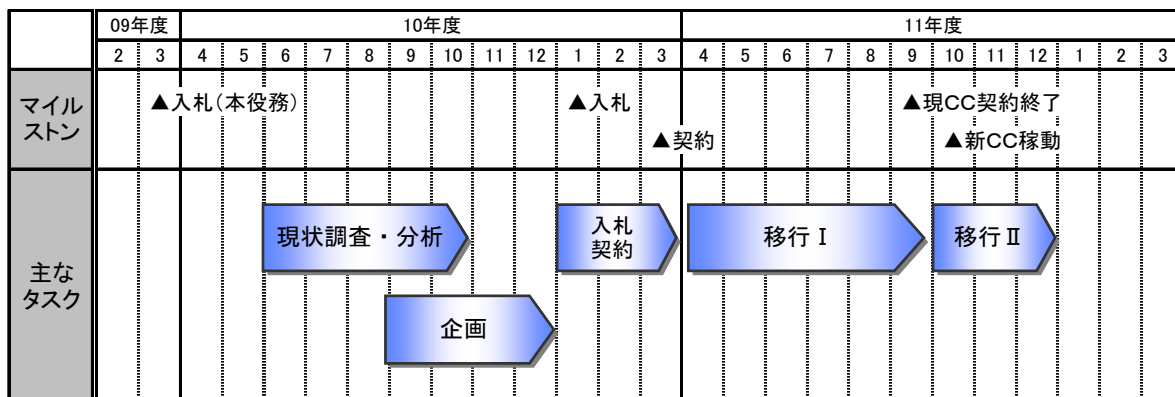 09年度 10年度 11年度
2 3 4 5 6 7 8 9 10 11 12 1 2 3 4 5 6 7 8 9 10 11 12 1 2 3
マイル
ストン
▲入札(本役務) ▲入札 ▲現CC契約終了
▲契約 ▲新CC稼動
主な
タスク
現状調査・分析
入札
契約
移行Ⅰ 移行Ⅱ
企画